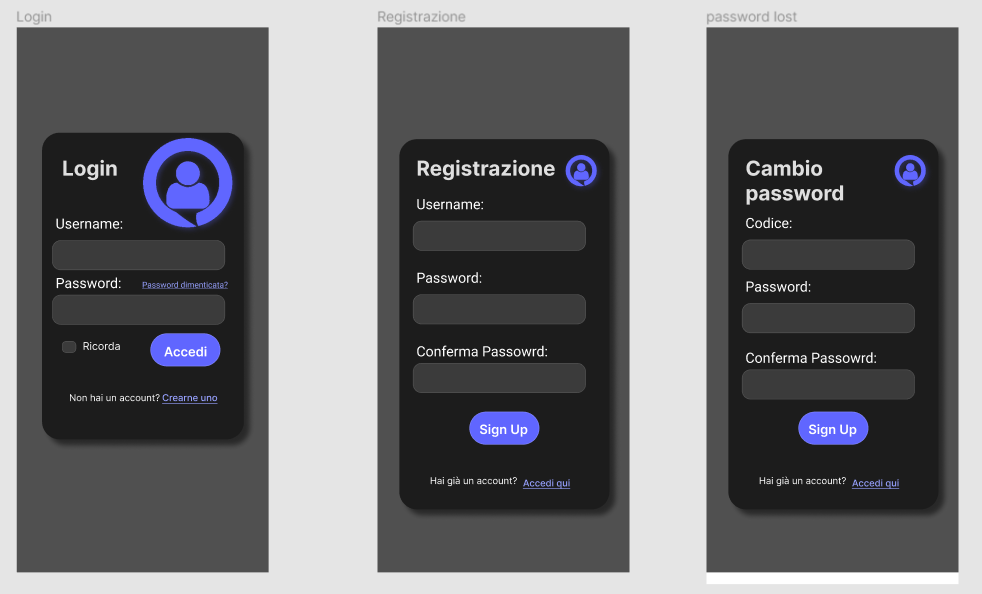 Login
Login
Username:
Password:
Password dimenticata?
Ricorda
Accedi
Non hai un account? Crearne uno
Registrazione
Registrazione
Username:
Password:
Conferma Passowrd:
Sign Up
Hai già un account? Accedi qui
password lost
Cambio
password
Codice:
Password:
Conferma Passowrd:
Sign Up
Hai già un account? Accedi qui